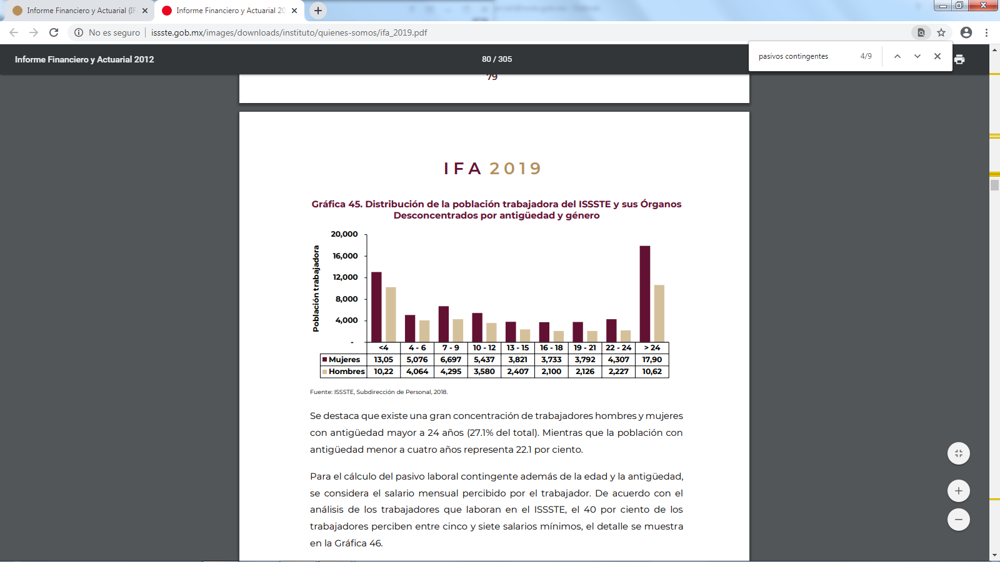 Informe Financiero y Actuarial (IF
Informe Financiero y Actuarial 20
No es seguro
issste.gob.mx/images/downloads/instituto/quienes-somos/ifa_2019.pdf
Informe Financiero y Actuarial 2012
80 / 305
pasivos contingentes
4/9
79
IFA 2019
Gráfica 45. Distribución de la población trabajadora del ISSSTE y sus Órganos
Desconcentrados por antigüedad y género
Población trabajadora
20,000
16,000
12,000
8,000
4,000
-
<4 4 - 6 7 - 9 10 - 12 13 - 15 16 - 18 19 - 21 22 - 24 > 24
Mujeres 13,05 5,076 6,697 5,437 3,821 3,733 3,792 4,307 17,90
Hombres 10,22 4,064 4,295 3,580 2,407 2,100 2,126 2,227 10,62
Fuente: ISSSTE, Subdirección de Personal, 2018.
Se destaca que existe una gran concentración de trabajadores hombres y mujeres
con antigüedad mayor a 24 años (27.1% del total). Mientras que la población con
antigüedad menor a cuatro años representa 22.1 por ciento.
Para el cálculo del pasivo laboral contingente además de la edad y la antigüedad,
se considera el salario mensual percibido por el trabajador. De acuerdo con el
análisis de los trabajadores que laboran en el ISSSTE, el 40 por ciento de los
trabajadores perciben entre cinco y siete salarios mínimos, el detalle se muestra
en la Gráfica 46.